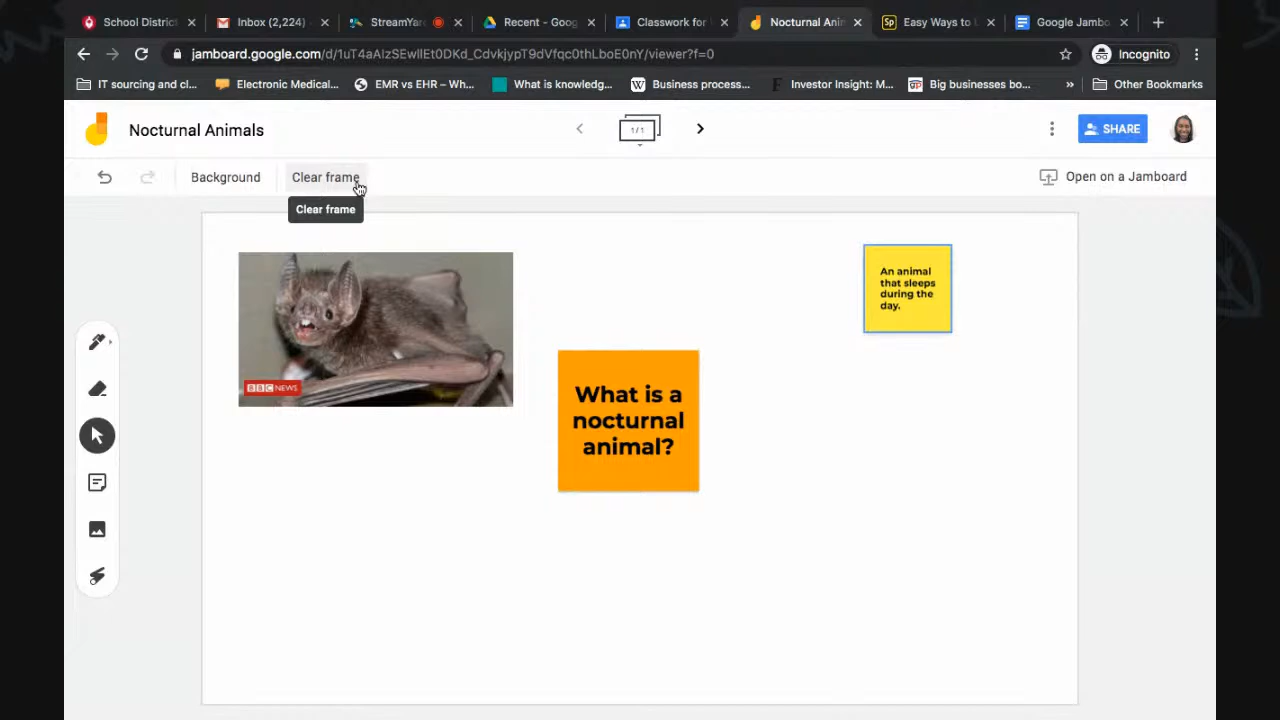 School District
Inbox (2,224)
StreamYar
Recent – Goog
Classwork for
Nocturnal Anim
Easy Ways to
Google Jambo
jamboard.google.com/d/1uT4aAlzSEwllEt0DKd_CdvkjypT9dVfqc0thLboE0nY/viewer?f=0
Incognito
IT sourcing and cl...
Electronic Medical...
EMR vs EHR – Wh...
What is knowledg...
Business process...
Investor Insight: M...
Big businesses bo...
»
Other Bookmarks
Nocturnal Animals
1/1
SHARE
Background
Clear frame
Open on a Jamboard
Clear frame
An animal
that sleeps
during the
day.
BBC NEWS
What is a
nocturnal
animal?